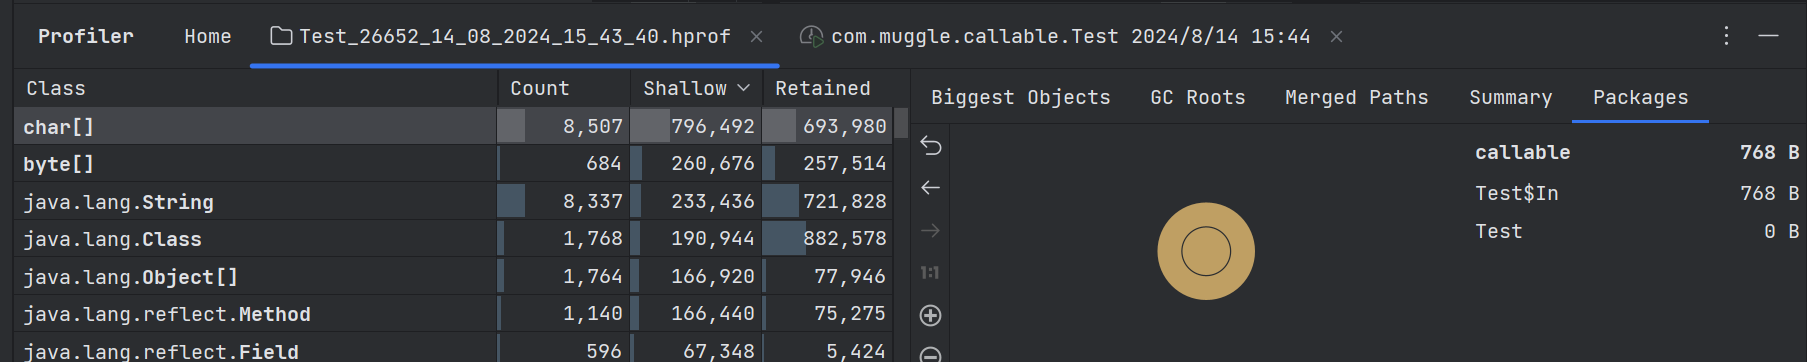 Profiler Home Test_26652_14_08_2024_15_43_40.hprof × com.muggle.callable.Test 2024/8/14 15:44 ×
Class Count Shallow Retained
char[] 8,507 796,492 693,980
byte[] 684 260,676 257,514
java.lang.String 8,337 233,436 721,828
java.lang.Class 1,768 190,944 882,578
java.lang.Object[] 1,764 166,920 77,946
java.lang.reflect.Method 1,140 166,440 75,275
java.lang.reflect.Field 596 67,348 5,424
Biggest Objects GC Roots Merged Paths Summary Packages
1:1
callable 768 B
Test$In 768 B
Test 0 B